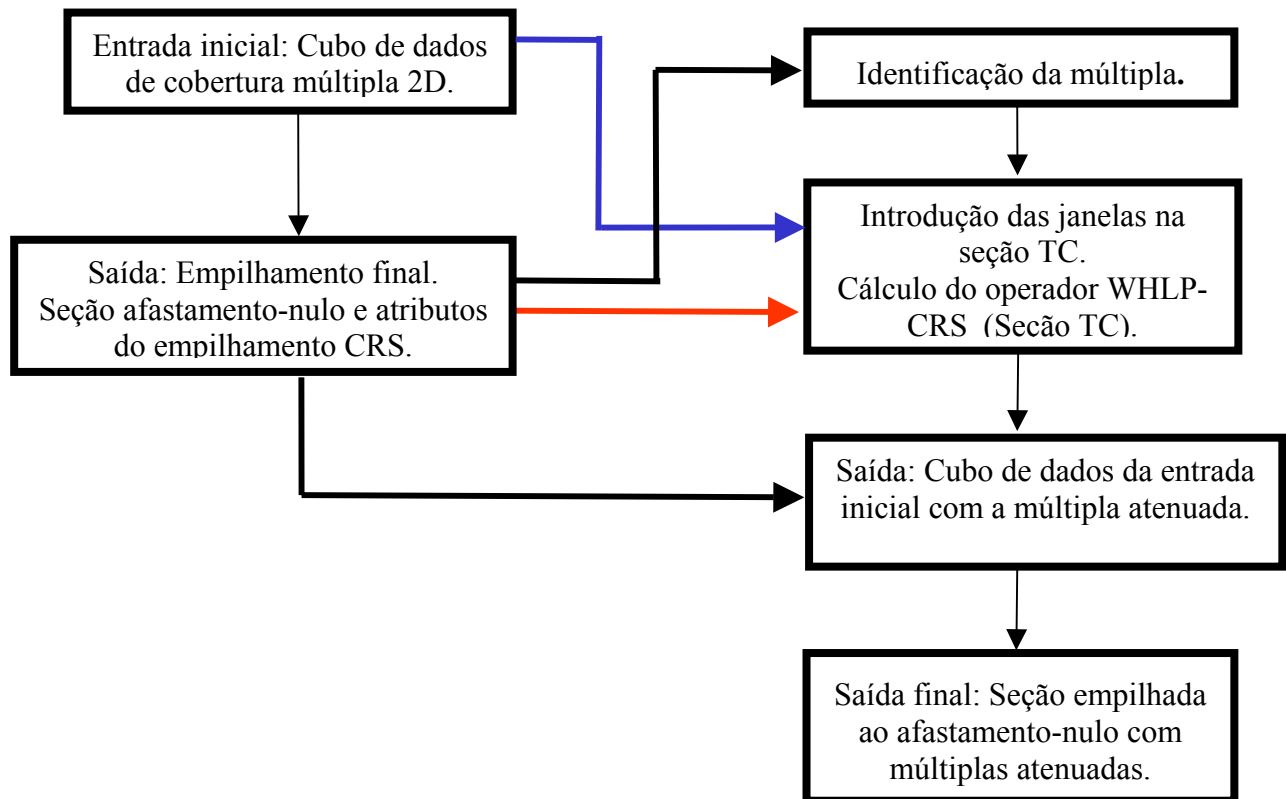 Entrada inicial: Cubo de dados
de cobertura múltipla 2D.
Saída: Empilhamento final.
Seção afastamento-nulo e atributos
do empilhamento CRS.
Identificação da múltipla.
Introdução das janelas na
seção TC.
Cálculo do operador WHLP-
CRS (Seção TC).
Saída: Cubo de dados da entrada
inicial com a múltipla atenuada.
Saída final: Seção empilhada
ao afastamento-nulo com
múltiplas atenuadas.